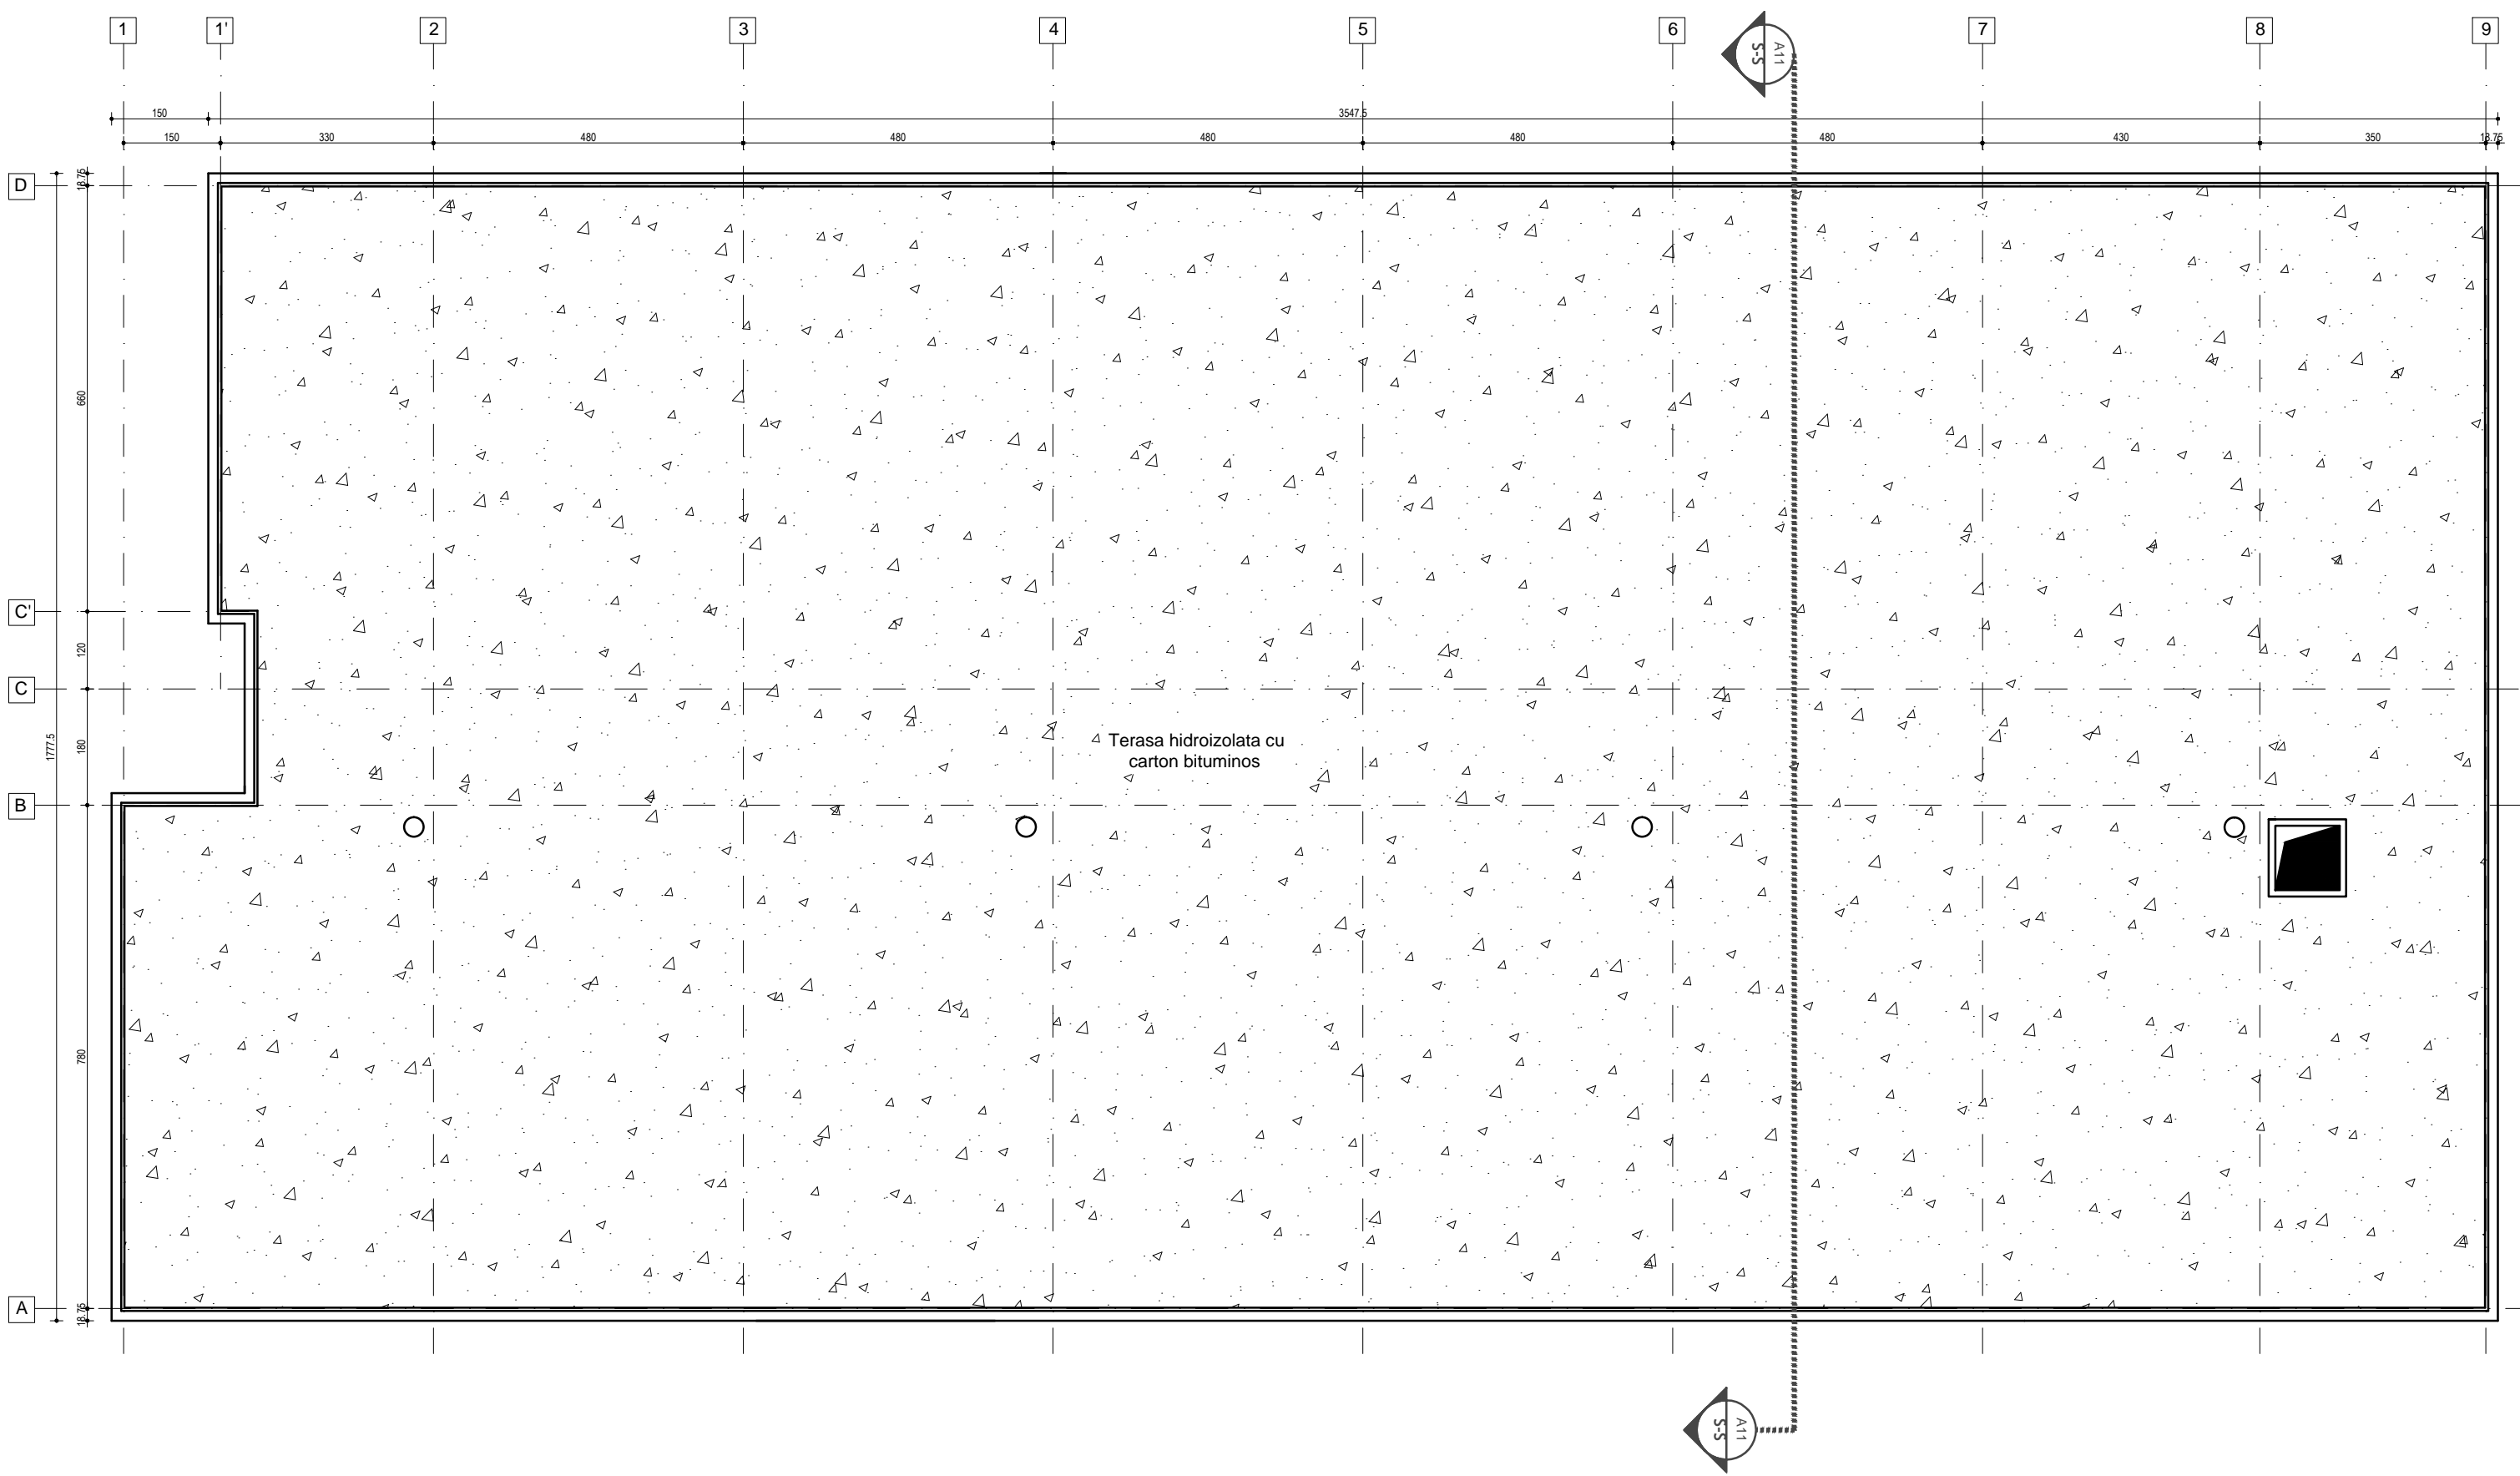 1 1' 2 3 4 5 6 7 8 9
A11
S-S
150 3547.5
150 330 480 480 480 480 480 430 350 18.75
D
18.75
660
C'
120
C
1777.5
180
Terasa hidroizolata cu
carton bituminos
B
780
A
18.75
A11
S-S